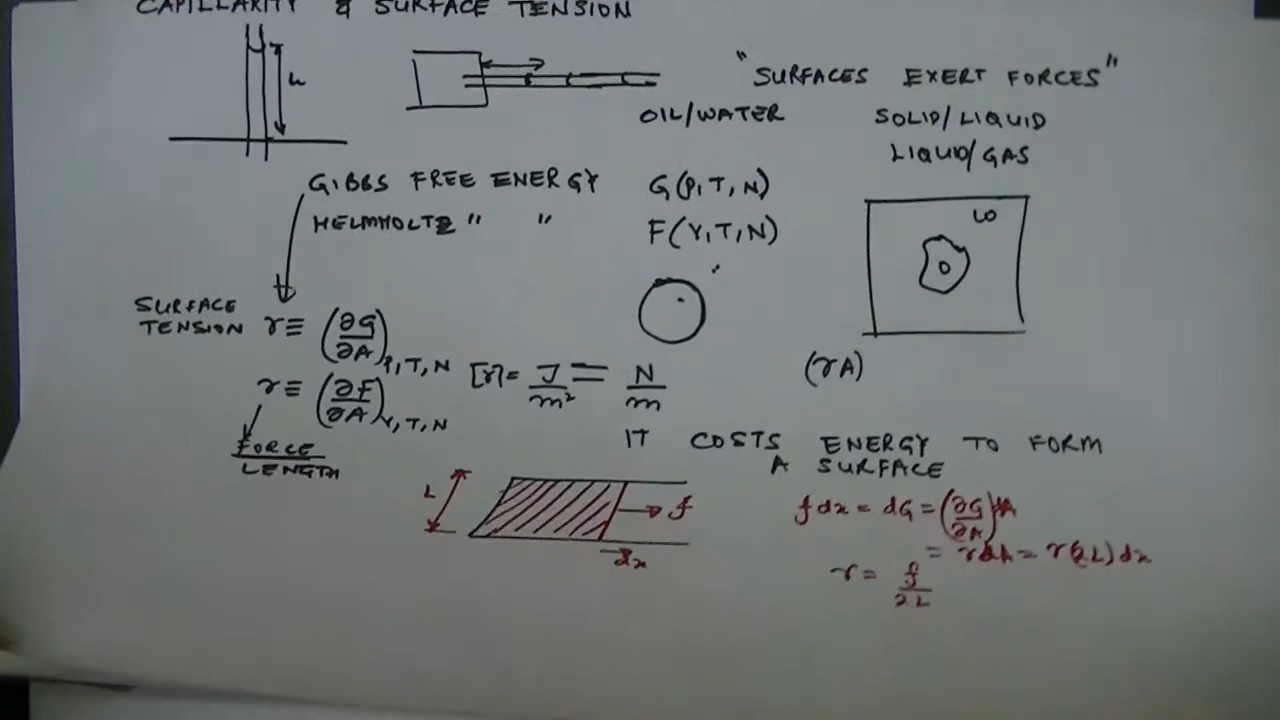 CAPILLARITY & SURFACE TENSION
h
"SURFACES EXERT FORCES"
OIL/WATER SOLID/LIQUID
LIQUID/GAS
GIBBS FREE ENERGY G(P,T,N)
HELMHOLTZ " " F(V,T,N)
ω
O
SURFACE
TENSION γ ≡ (∂G/∂A)P,T,N
(γA)
γ ≡ (∂F/∂A)V,T,N [γ] = J/m² = N/m
FORCE/LENGTH
IT COSTS ENERGY TO FORM
A SURFACE
L f
dx
f dx = dG = (∂G/∂A)dA
= γdA = γ(2L)dx
γ = f/2L